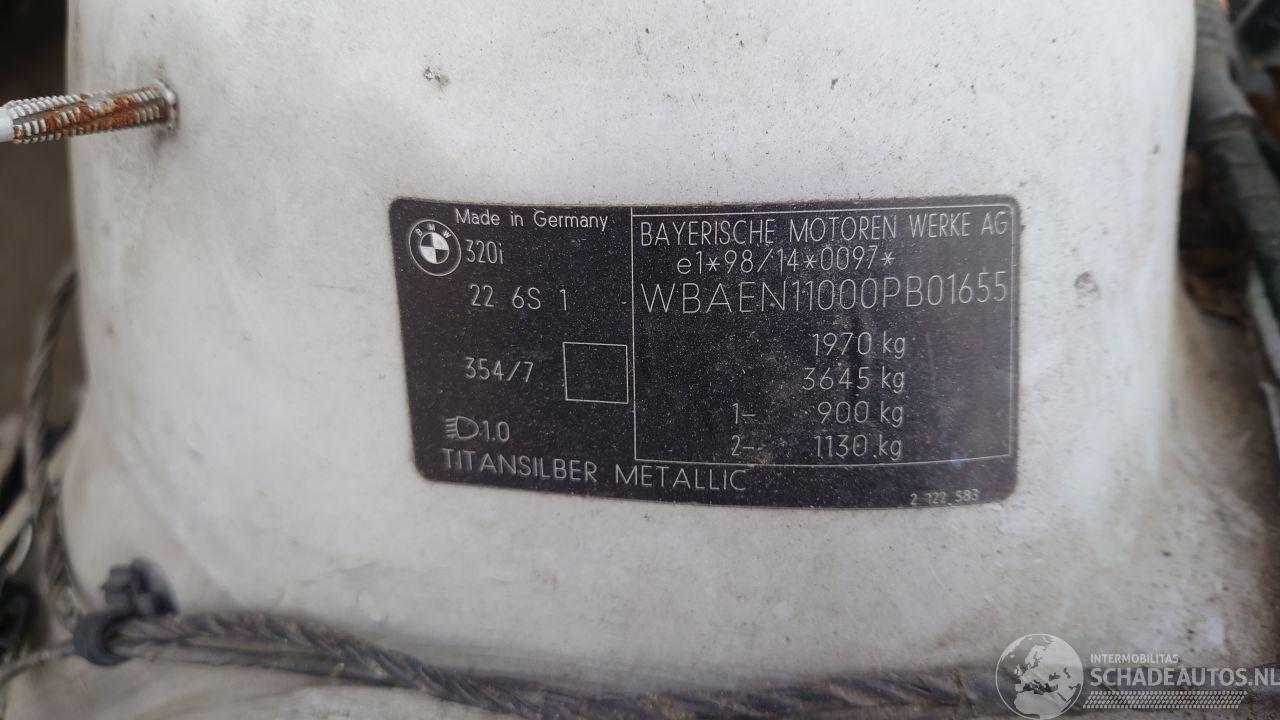 Made in Germany
BMW
320i
22 6S 1
354/7
1.0
TITANSILBER METALLIC
BAYERISCHE MOTOREN WERKE AG
e1*98/14*0097*
WBAEN11000PB01655
1970 kg
3645 kg
1- 900 kg
2-- 1130 kg
2 122 583
INTERMOBILITAS
SCHADEAUTOS.NL